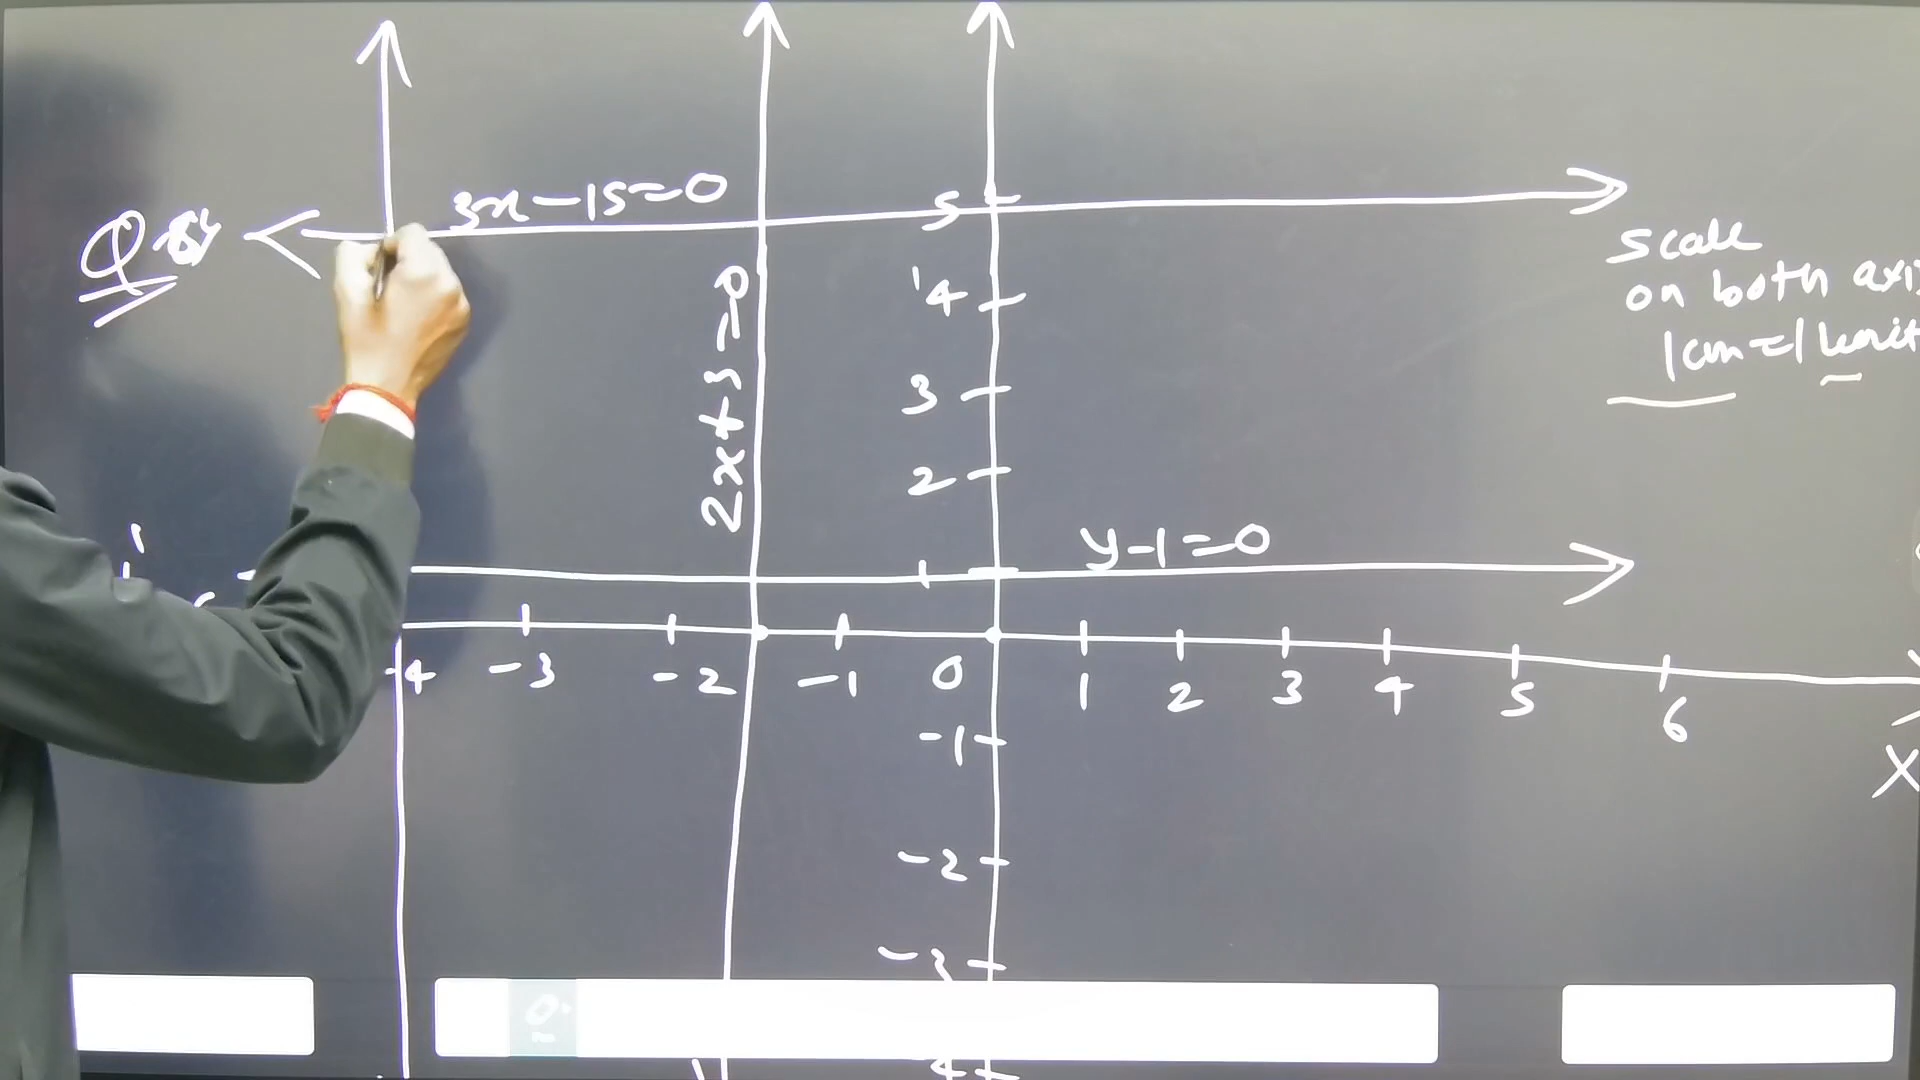 3x-15=0
5
Scale
on both axis
1cm=1 unit
2x+3=0
4
3
2
y-1=0
1
-4 -3 -2 -1 0 1 2 3 4 5 6
-1
X
-2
-3